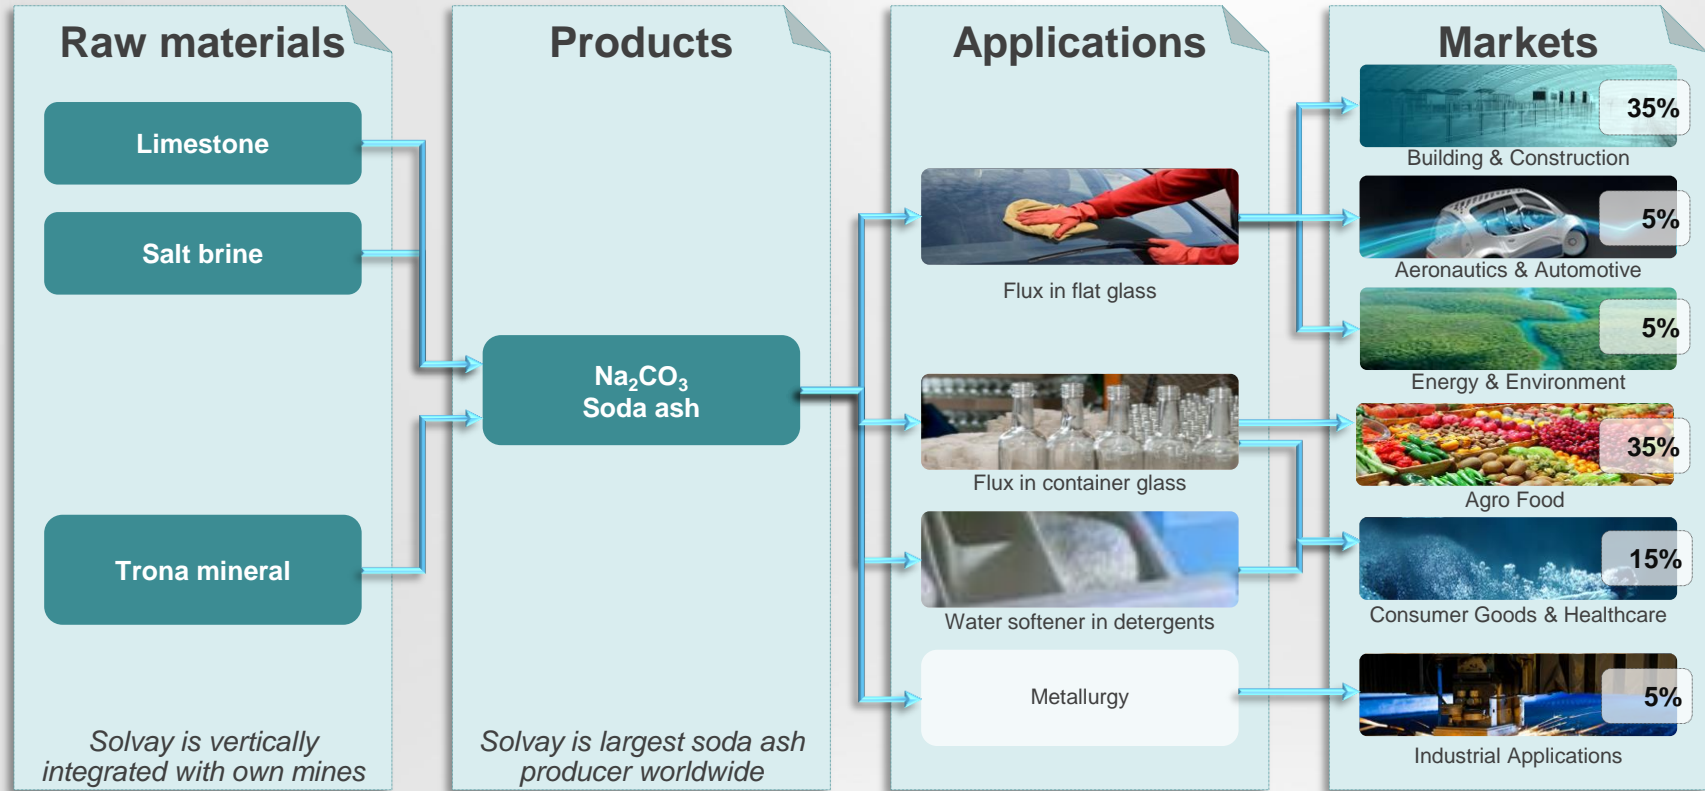 Raw materials
Limestone
Salt brine
Trona mineral
Solvay is vertically
integrated with own mines
Products
Na₂CO₃
Soda ash
Solvay is largest soda ash
producer worldwide
Applications
Flux in flat glass
Flux in container glass
Water softener in detergents
Metallurgy
Markets
35%
Building & Construction
5%
Aeronautics & Automotive
5%
Energy & Environment
35%
Agro Food
15%
Consumer Goods & Healthcare
5%
Industrial Applications